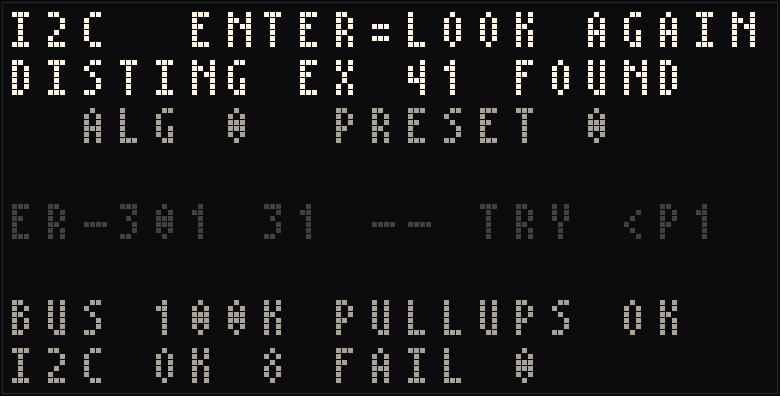 I2C  ENTER=LOOK AGAIN
DISTING EX 41 FOUND
ALG 0  PRESET 0
ER-301 31 -- TRY <P1
BUS 100K PULLUPS OK
I2C OK 8 FAIL 0